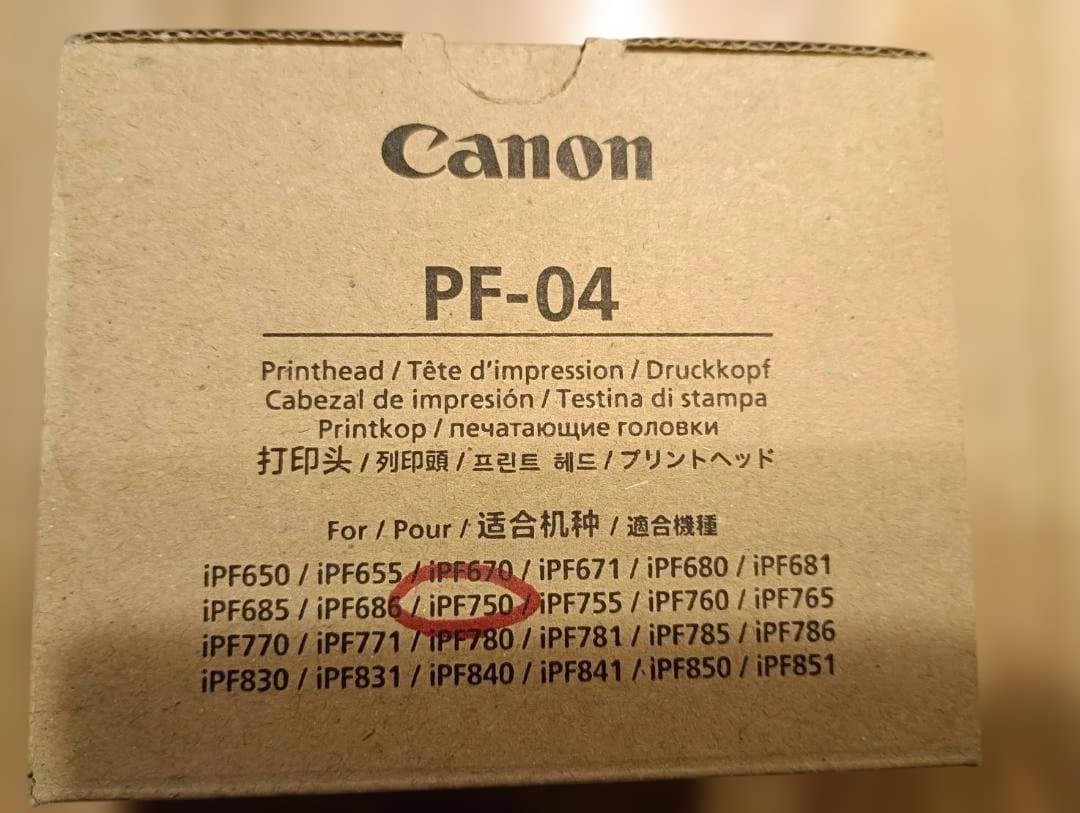 Canon
PF-04
Printhead / Tête d'impression / Druckkopf
Cabezal de impresión / Testina di stampa
Printkop / печатающие головки
打印头 / 列印頭 / 프린트 헤드 / プリントヘッド
For / Pour / 适合机种 / 適合機種
iPF650 / iPF655 / iPF670 / iPF671 / iPF680 / iPF681
iPF685 / iPF686 / iPF750 / iPF755 / iPF760 / iPF765
iPF770 / iPF771 / iPF780 / iPF781 / iPF785 / iPF786
iPF830 / iPF831 / iPF840 / iPF841 / iPF850 / iPF851